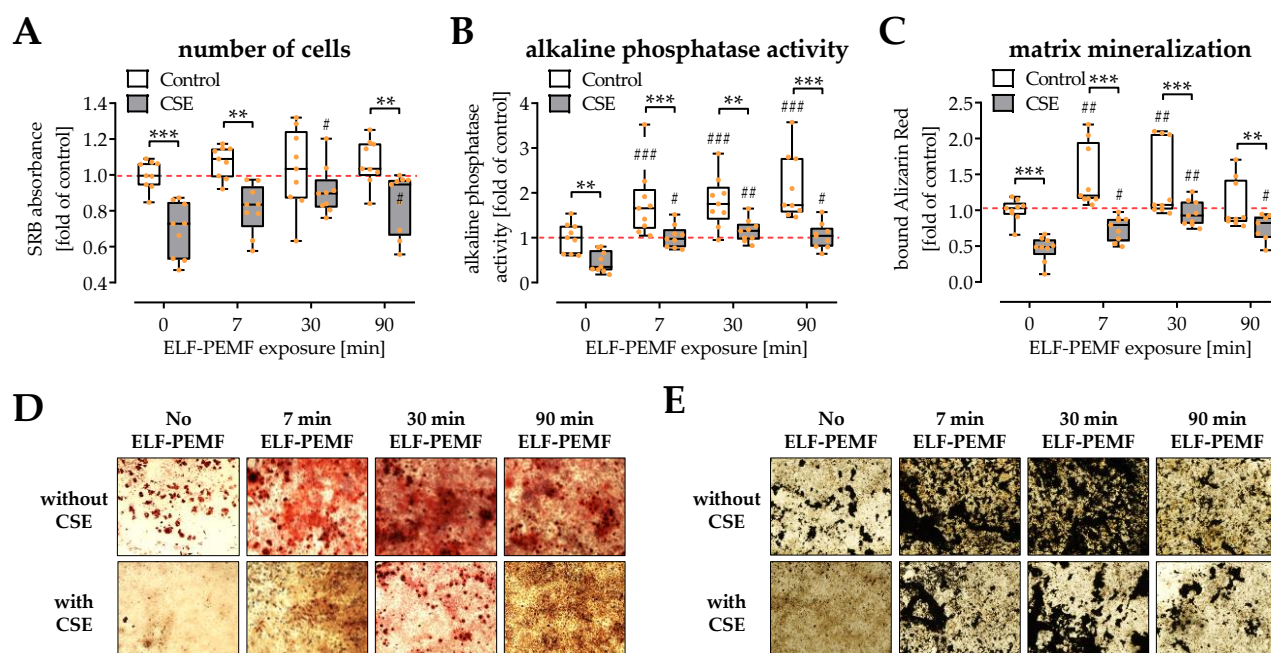 A
number of cells
Control
CSE
SRB absorbance
[fold of control]
1.4
1.2
1.0
0.8
0.6
0.4
***
**
#
**
#
0
7
30
90
ELF-PEMF exposure [min]
B
alkaline phosphatase activity
Control
CSE
alkaline phosphatase
activity [fold of control]
4
3
2
1
0
**
***
###
#
**
###
##
***
###
#
0
7
30
90
ELF-PEMF exposure [min]
C
matrix mineralization
Control
CSE
bound Alizarin Red
[fold of control]
2.5
2.0
1.5
1.0
0.5
0.0
***
***
##
#
***
##
##
**
#
0
7
30
90
ELF-PEMF exposure [min]
D
No
ELF-PEMF
7 min
ELF-PEMF
30 min
ELF-PEMF
90 min
ELF-PEMF
without
CSE
with
CSE
E
No
ELF-PEMF
7 min
ELF-PEMF
30 min
ELF-PEMF
90 min
ELF-PEMF
without
CSE
with
CSE